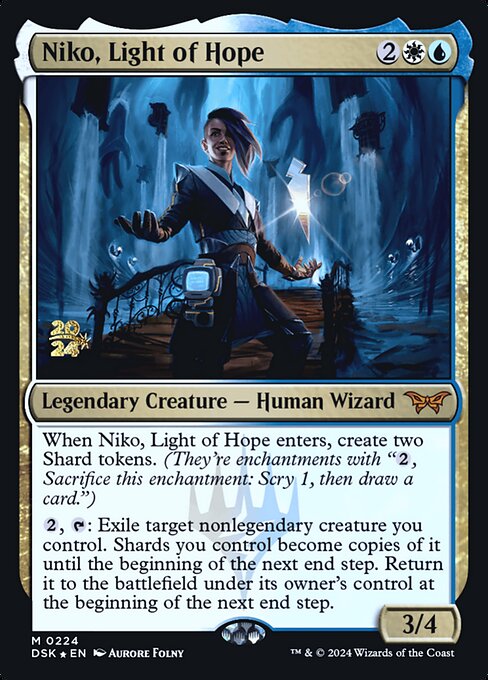 Niko, Light of Hope 2
2024
Legendary Creature — Human Wizard
When Niko, Light of Hope enters, create two
Shard tokens. (They're enchantments with “2,
Sacrifice this enchantment: Scry 1, then draw a
card.”)
2, : Exile target nonlegendary creature you
control. Shards you control become copies of it
until the beginning of the next end step. Return
it to the battlefield under its owner's control at
the beginning of the next end step.
3/4
M 0224
DSK ★ EN Aurore Folny
™ & © 2024 Wizards of the Coast